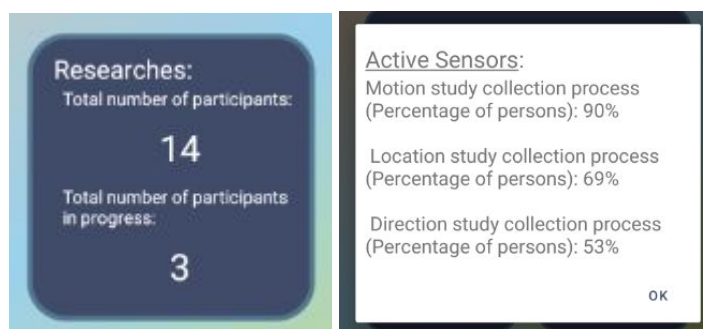 Researches:
Total number of participants:
14
Total number of participants
in progress:
3
Active Sensors:
Motion study collection process
(Percentage of persons): 90%
Location study collection process
(Percentage of persons): 69%
Direction study collection process
(Percentage of persons): 53%
OK